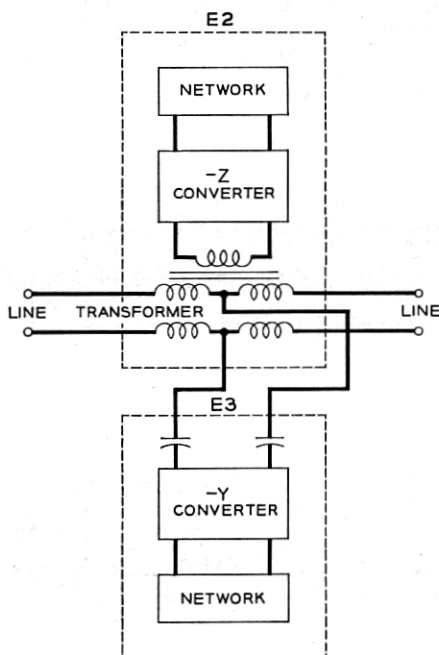 E2
NETWORK
-Z
CONVERTER
LINE
TRANSFORMER
LINE
E3
-Y
CONVERTER
NETWORK